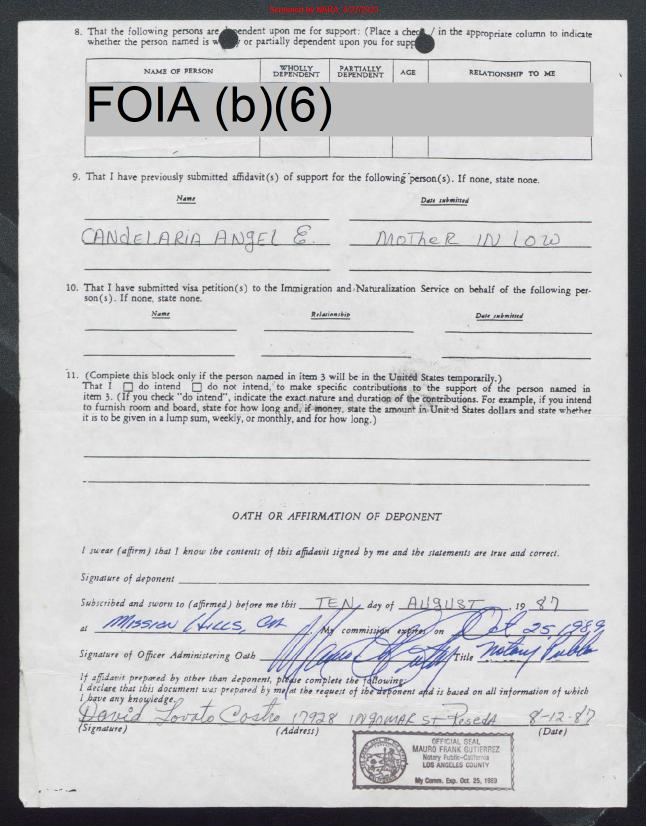 Scanned by NARA, 4/27/2023
8. That the following persons are dependent upon me for support: (Place a check / in the appropriate column to indicate
whether the person named is w y or partially dependent upon you for supp
NAME OF PERSON WHOLLY DEPENDENT PARTIALLY DEPENDENT AGE RELATIONSHIP TO ME
FOIA (b)(6)
9. That I have previously submitted affidavit(s) of support for the following person(s). If none, state none.
Name Date submitted
CANdELARiA ANgEL E. MOTHER IN LOW
10. That I have submitted visa petition(s) to the Immigration and Naturalization Service on behalf of the following per-
son(s). If none, state none.
Name Relationship Date submitted
11. (Complete this block only if the person named in item 3 will be in the United States temporarily.)
That I do intend do not intend, to make specific contributions to the support of the person named in
item 3. (If you check "do intend", indicate the exact nature and duration of the contributions. For example, if you intend
to furnish room and board, state for how long and, if money, state the amount in United States dollars and state whether
it is to be given in a lump sum, weekly, or monthly, and for how long.)
OATH OR AFFIRMATION OF DEPONENT
I swear (affirm) that I know the contents of this affidavit signed by me and the statements are true and correct.
Signature of deponent
Subscribed and sworn to (affirmed) before me this TEN day of AUGUST , 19 87
at Mission Hills, CA My commission expires on Oct 25, 1989
Signature of Officer Administering Oath Title Notary Public
If affidavit prepared by other than deponent, please complete the following:
I declare that this document was prepared by me at the request of the deponent and is based on all information of which
I have any knowledge.
David Lovato Castro 17928 INGOMAR ST RESEDA 8-12-87
(Signature) (Address) (Date)
OFFICIAL SEAL
MAURO FRANK GUTIERREZ
Notary Public-California
LOS ANGELES COUNTY
My Comm. Exp. Oct. 25, 1989